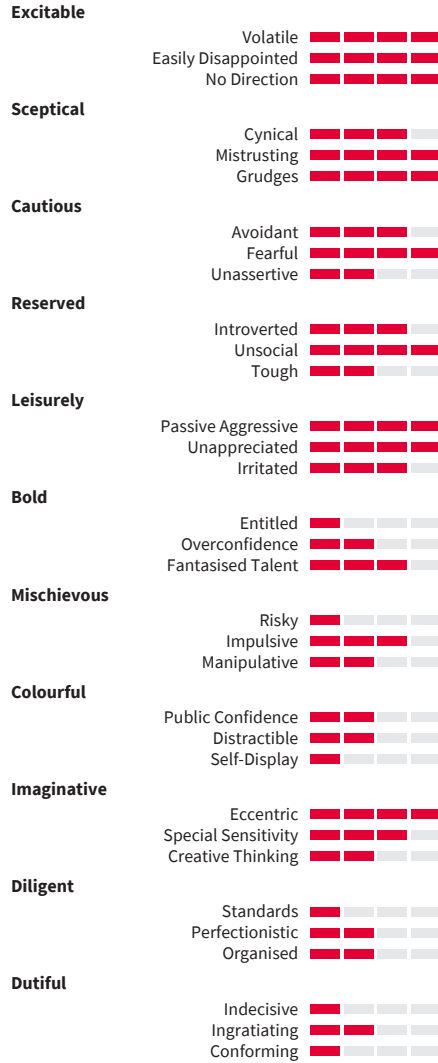 Excitable
Volatile
Easily Disappointed
No Direction
Sceptical
Cynical
Mistrusting
Grudges
Cautious
Avoidant
Fearful
Unassertive
Reserved
Introverted
Unsocial
Tough
Leisurely
Passive Aggressive
Unappreciated
Irritated
Bold
Entitled
Overconfidence
Fantasised Talent
Mischievous
Risky
Impulsive
Manipulative
Colourful
Public Confidence
Distractible
Self-Display
Imaginative
Eccentric
Special Sensitivity
Creative Thinking
Diligent
Standards
Perfectionistic
Organised
Dutiful
Indecisive
Ingratiating
Conforming